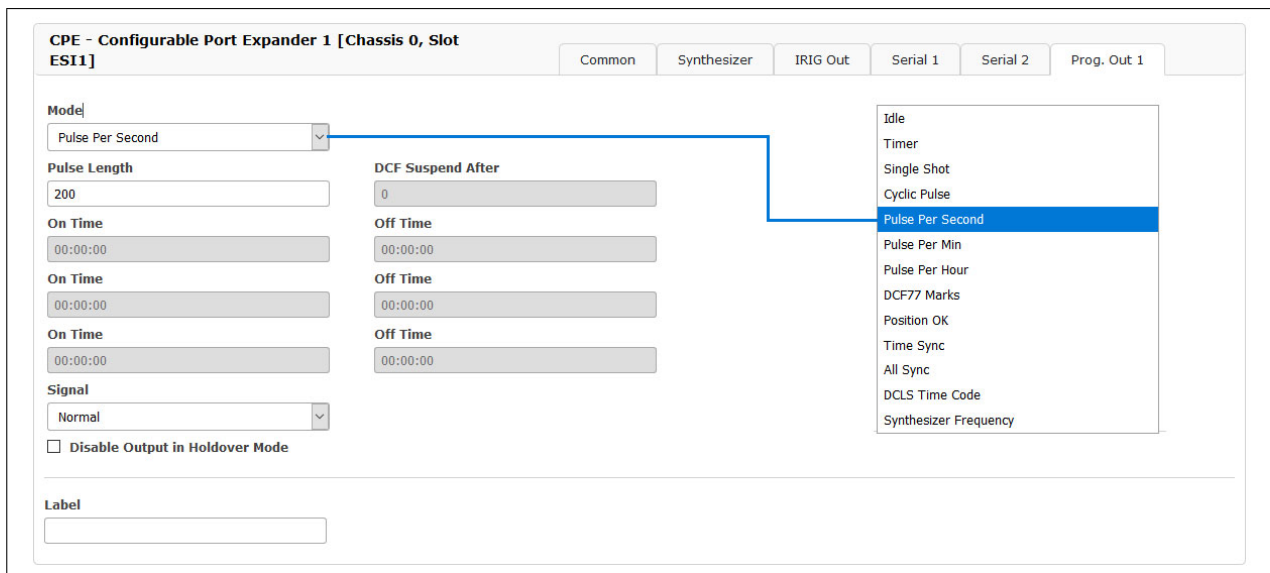 CPE - Configurable Port Expander 1 [Chassis 0, Slot
ESI1]
Common
Synthesizer
IRIG Out
Serial 1
Serial 2
Prog. Out 1
Mode
Pulse Per Second
Pulse Length
DCF Suspend After
200
0
On Time
Off Time
00:00:00
00:00:00
On Time
Off Time
00:00:00
00:00:00
On Time
Off Time
00:00:00
00:00:00
Signal
Normal
Disable Output in Holdover Mode
Label
Idle
Timer
Single Shot
Cyclic Pulse
Pulse Per Second
Pulse Per Min
Pulse Per Hour
DCF77 Marks
Position OK
Time Sync
All Sync
DCLS Time Code
Synthesizer Frequency